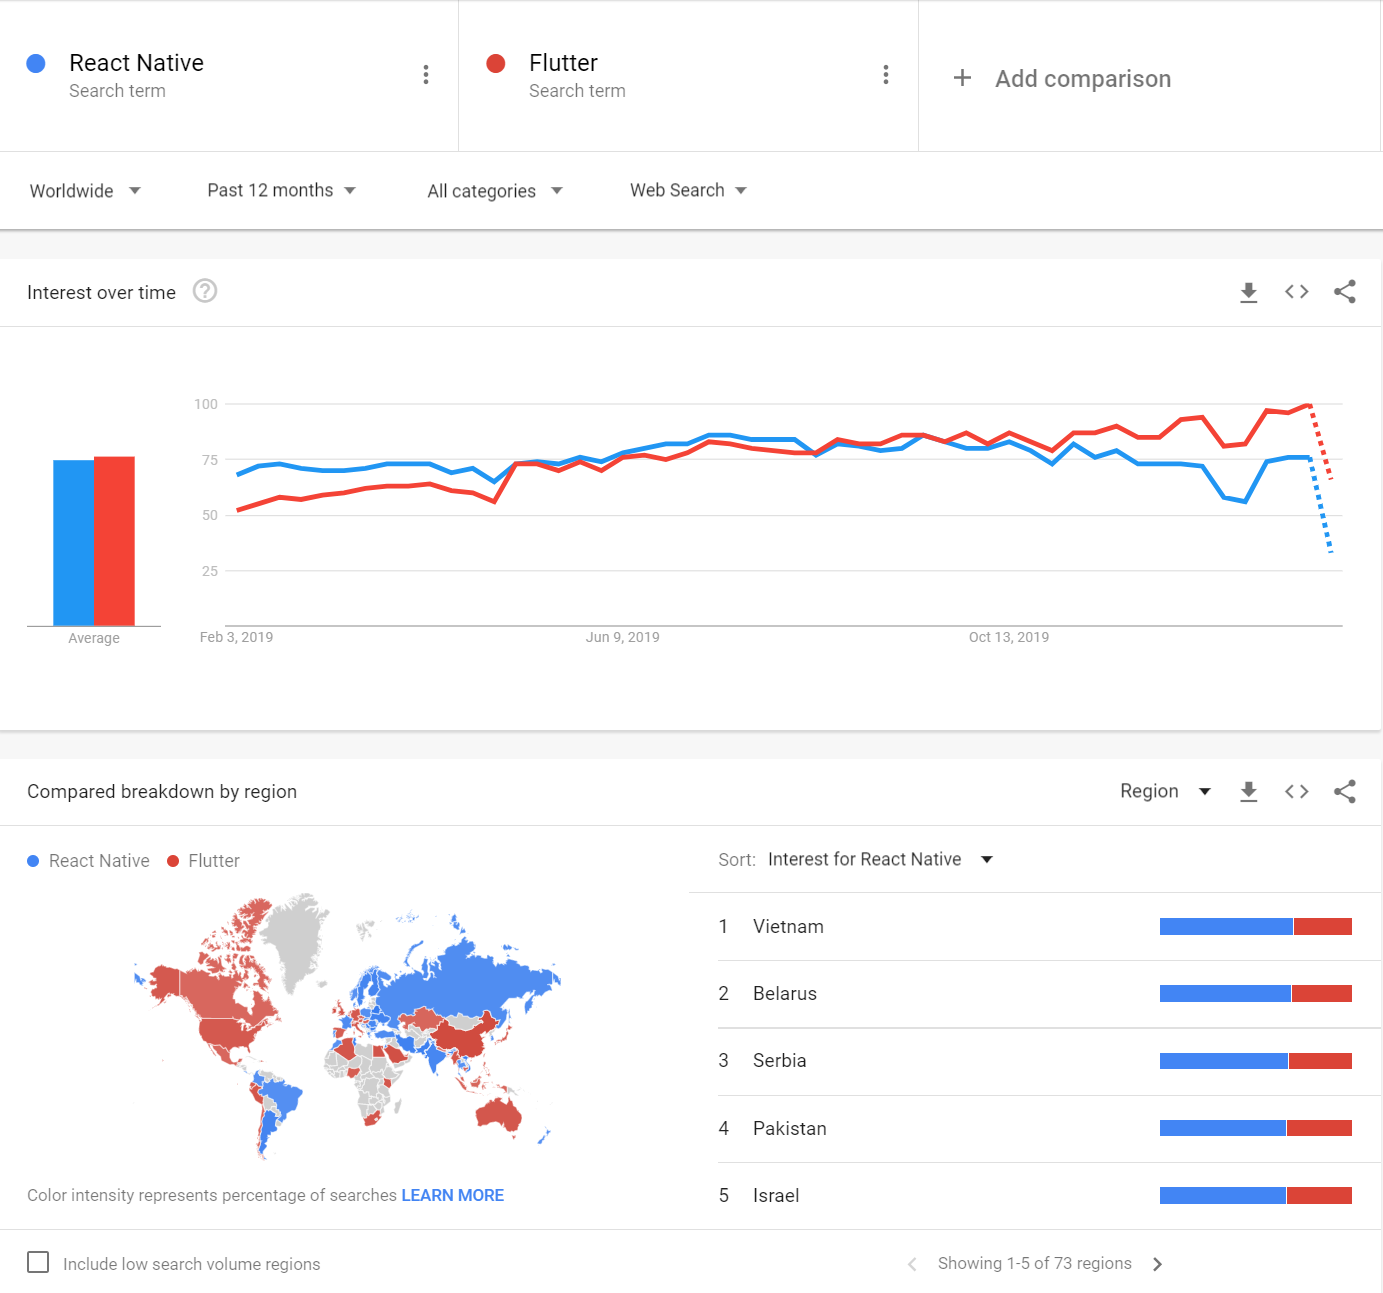 React Native
Search term
Flutter
Search term
+ Add comparison
Worldwide
Past 12 months
All categories
Web Search
Interest over time
?
100
75
50
25
Average
Feb 3, 2019
Jun 9, 2019
Oct 13, 2019
Compared breakdown by region
Region
React Native
Flutter
Sort: Interest for React Native
1 Vietnam
2 Belarus
3 Serbia
4 Pakistan
5 Israel
Color intensity represents percentage of searches LEARN MORE
Include low search volume regions
Showing 1-5 of 73 regions